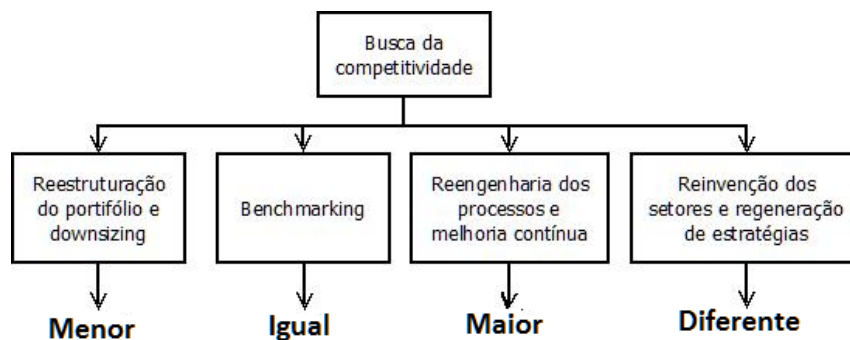 Busca da
competitividade
Reestruturação
do portifólio e
downsizing
Benchmarking
Reengenharia dos
processos e
melhoria contínua
Reinvenção dos
setores e regeneração
de estratégias
Menor
Igual
Maior
Diferente